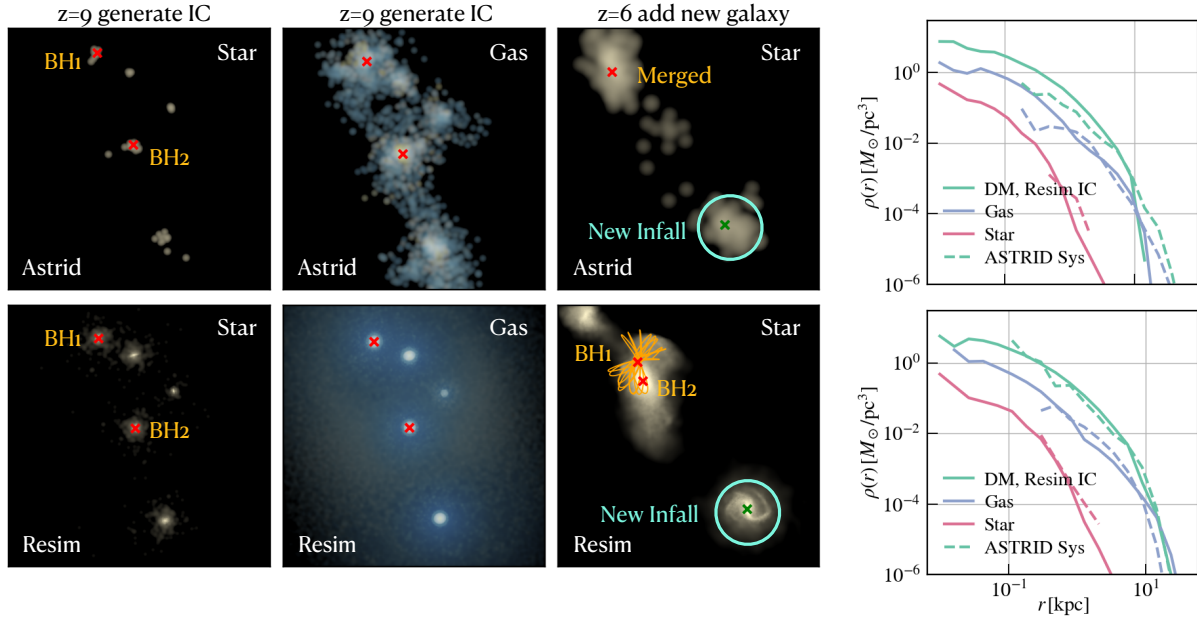 z=9 generate IC
z=9 generate IC
z=6 add new galaxy
BH1
Star
BH2
Astrid
Gas
Astrid
Star
Merged
New Infall
Astrid
10⁰
10⁻²
10⁻⁴
10⁻⁶
ρ(r) [M⊙/pc³]
DM, Resim IC
Gas
Star
ASTRID Sys
BH1
Star
BH2
Resim
Gas
Resim
Star
BH1
BH2
New Infall
Resim
10⁰
10⁻²
10⁻⁴
10⁻⁶
ρ(r) [M⊙/pc³]
DM, Resim IC
Gas
Star
ASTRID Sys
10⁻¹
10¹
r [kpc]